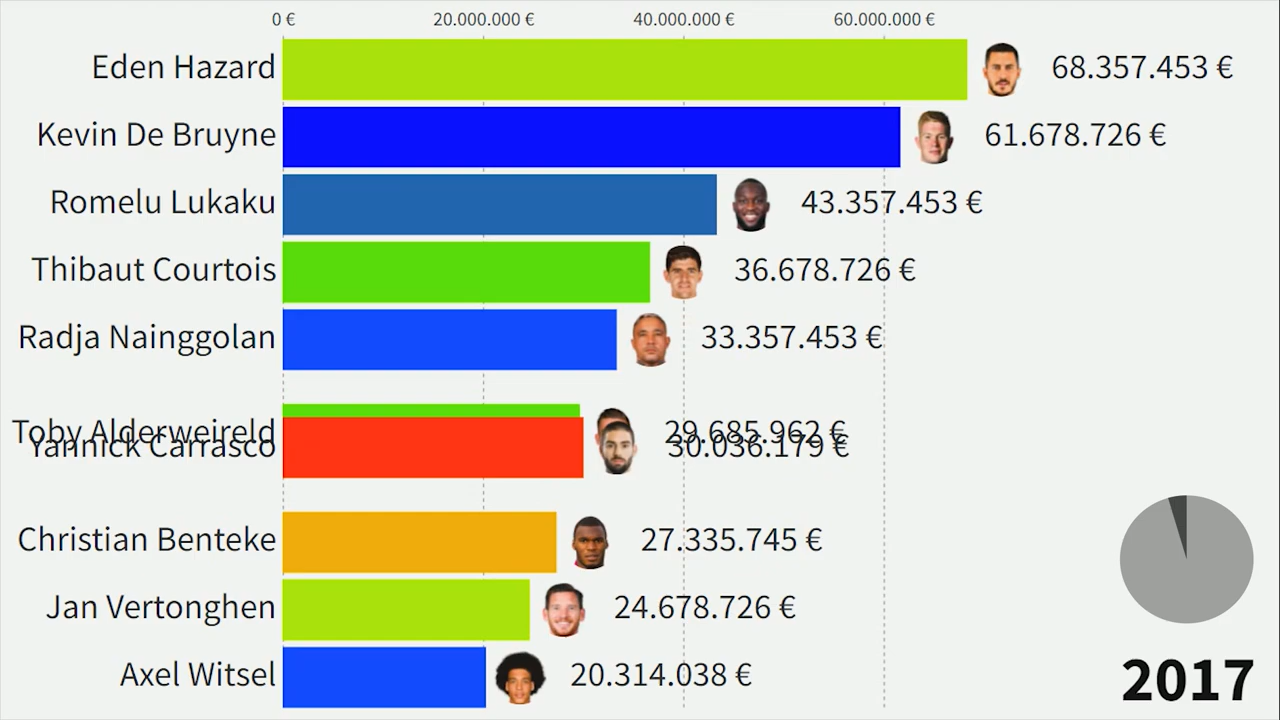 0 € 20.000.000 € 40.000.000 € 60.000.000 €
Eden Hazard 68.357.453 €
Kevin De Bruyne 61.678.726 €
Romelu Lukaku 43.357.453 €
Thibaut Courtois 36.678.726 €
Radja Nainggolan 33.357.453 €
Toby Alderweireld 29.685.962 €
Yannick Carrasco 30.036.179 €
Christian Benteke 27.335.745 €
Jan Vertonghen 24.678.726 €
Axel Witsel 20.314.038 €
2017